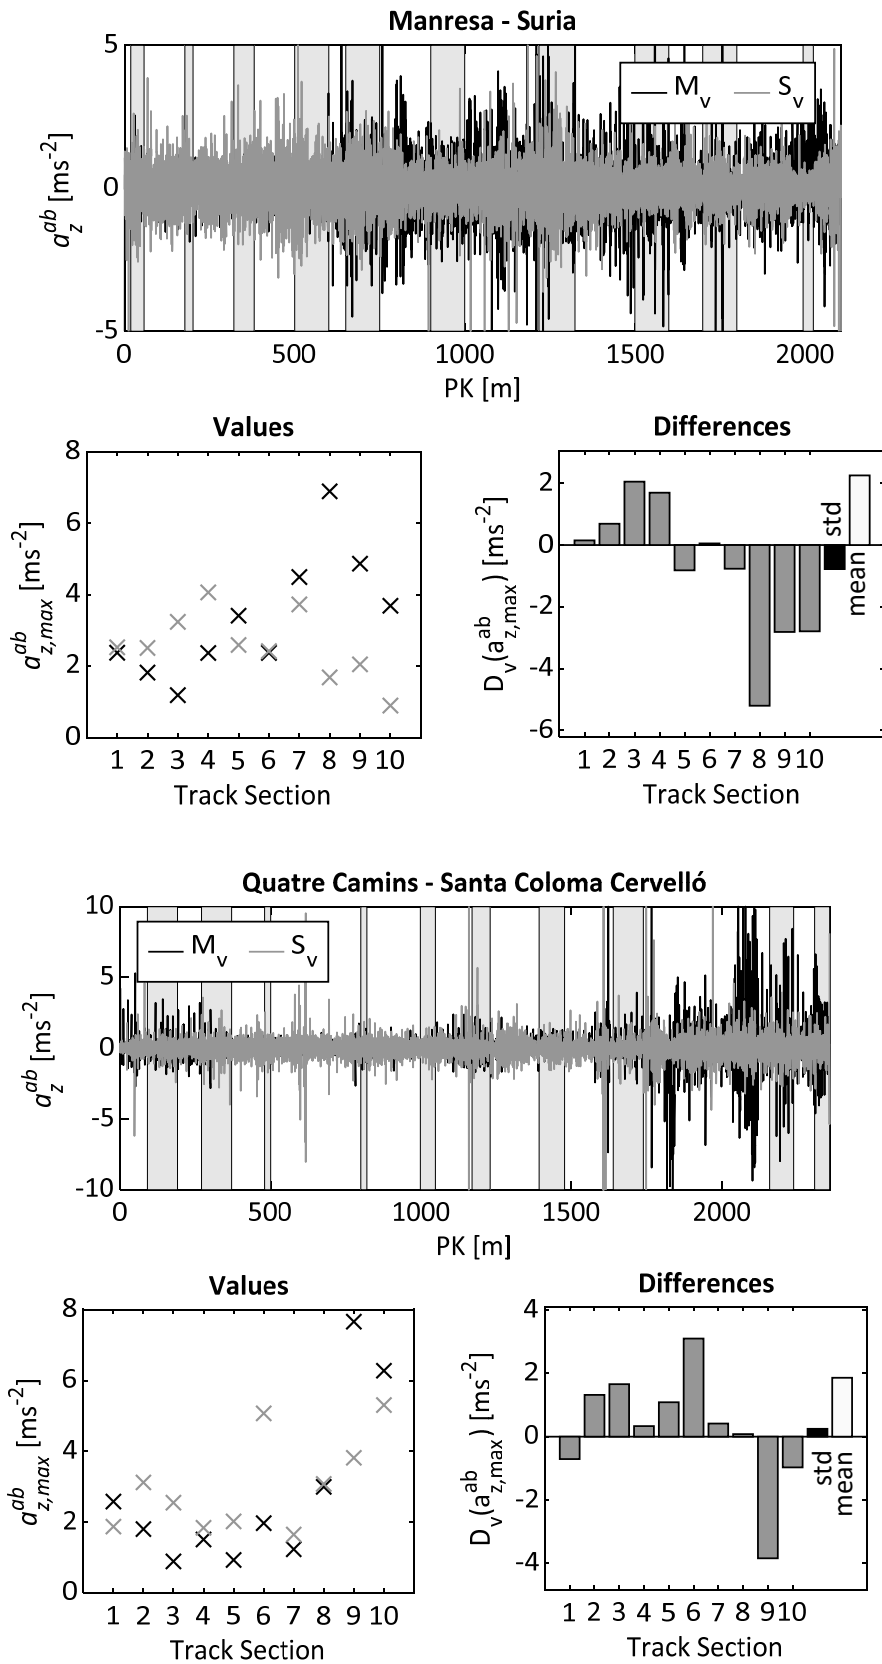 Manresa - Suria
5
0
-5
a_z^ab [ms^-2]
M_v S_v
0 500 1000 1500 2000
PK [m]
Values
8
6
4
2
0
a_z,max^ab [ms^-2]
1 2 3 4 5 6 7 8 9 10
Track Section
Differences
2
0
-2
-4
-6
D_v(a_z,max^ab) [ms^-2]
std
mean
1 2 3 4 5 6 7 8 9 10
Track Section
Quatre Camins - Santa Coloma Cervelló
10
5
0
-5
-10
a_z^ab [ms^-2]
M_v S_v
0 500 1000 1500 2000
PK [m]
Values
8
6
4
2
0
a_z,max^ab [ms^-2]
1 2 3 4 5 6 7 8 9 10
Track Section
Differences
4
2
0
-2
-4
D_v(a_z,max^ab) [ms^-2]
std
mean
1 2 3 4 5 6 7 8 9 10
Track Section